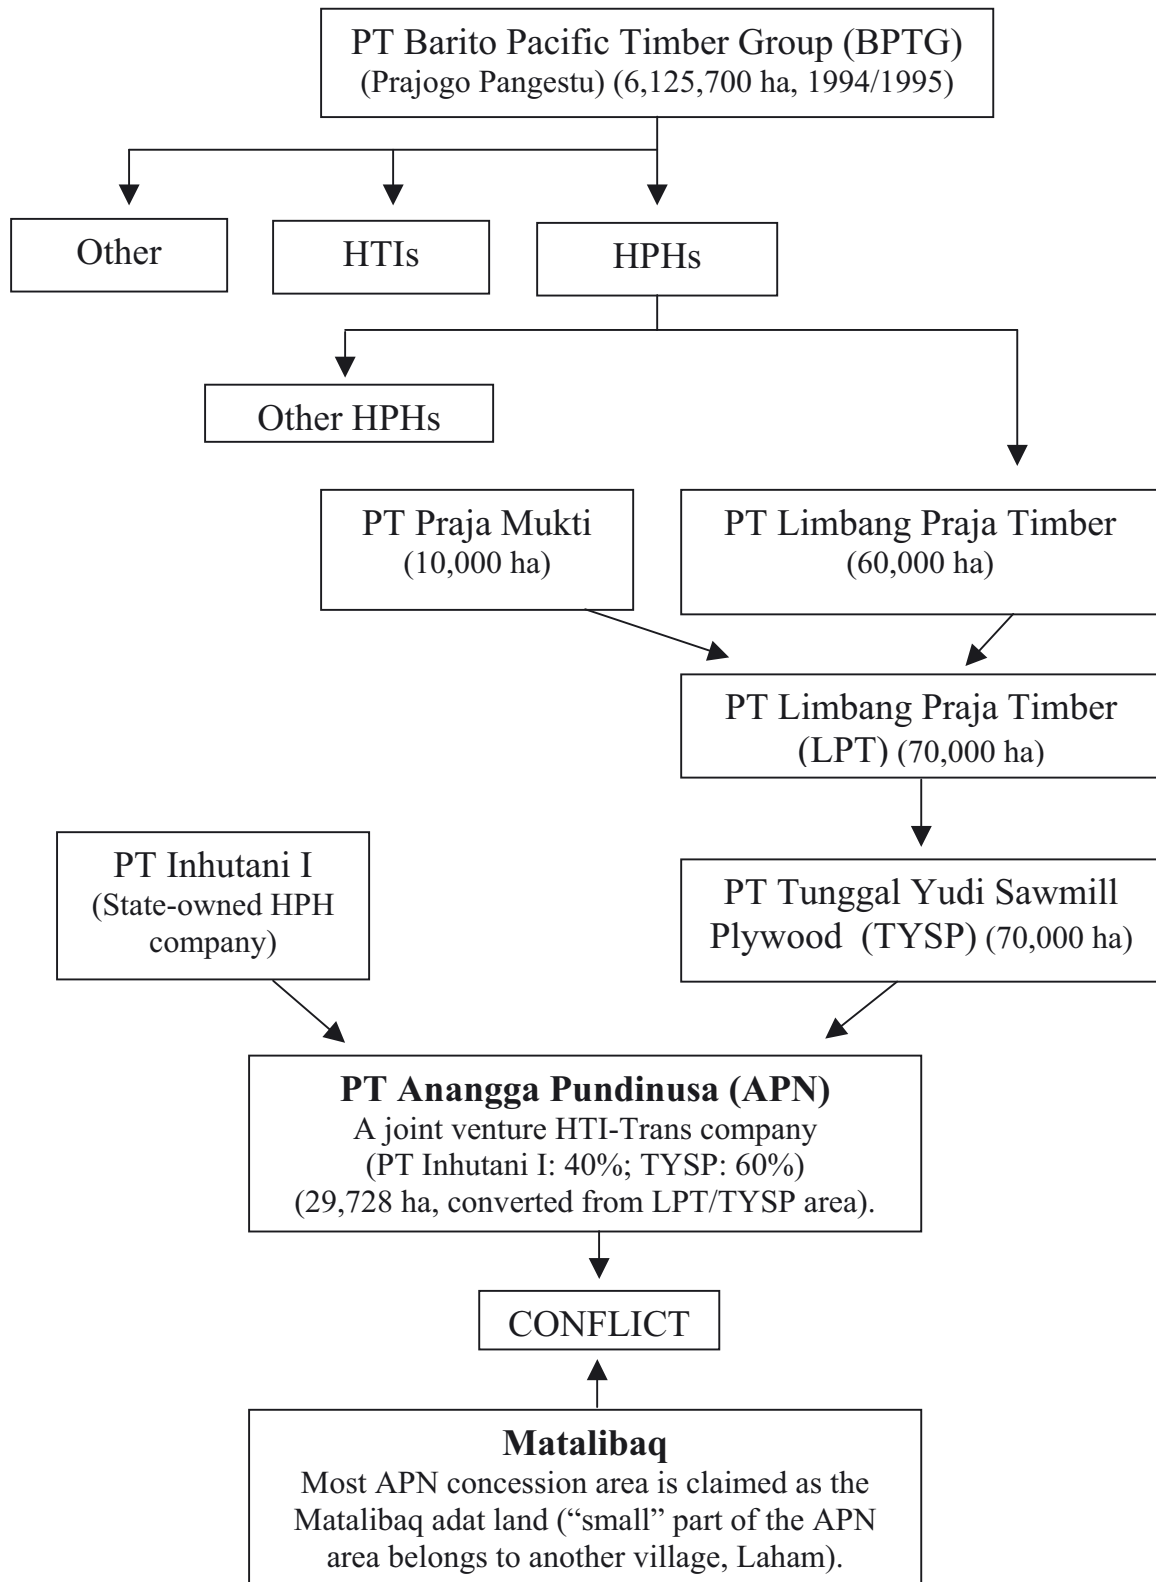 PT Barito Pacific Timber Group (BPTG)
(Prajogo Pangestu) (6,125,700 ha, 1994/1995)
Other
HTIs
HPHs
Other HPHs
PT Praja Mukti
(10,000 ha)
PT Limbang Praja Timber
(60,000 ha)
PT Limbang Praja Timber
(LPT) (70,000 ha)
PT Inhutani I
(State-owned HPH
company)
PT Tunggal Yudi Sawmill
Plywood (TYSP) (70,000 ha)
PT Anangga Pundinusa (APN)
A joint venture HTI-Trans company
(PT Inhutani I: 40%; TYSP: 60%)
(29,728 ha, converted from LPT/TYSP area).
CONFLICT
Matalibaq
Most APN concession area is claimed as the
Matalibaq adat land (“small” part of the APN
area belongs to another village, Laham).